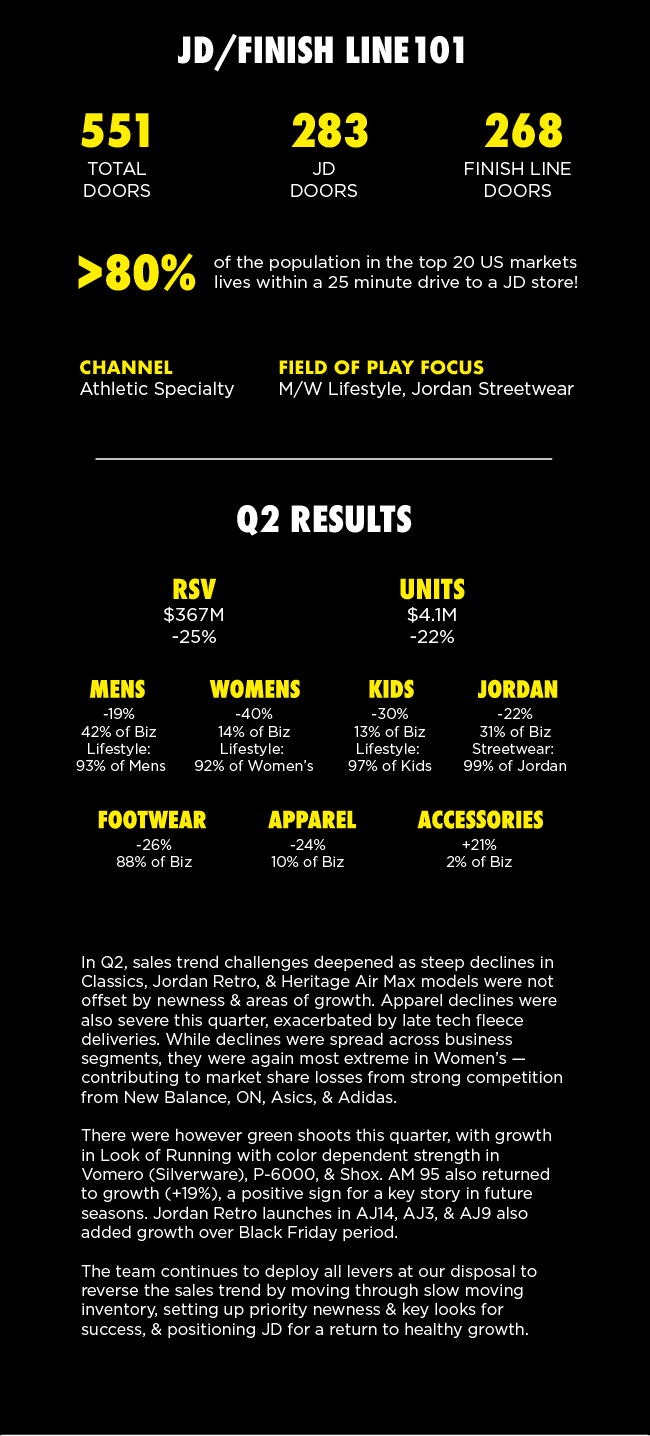 JD/FINISH LINE 101
551
283
268
TOTAL
DOORS
JD
DOORS
FINISH LINE
DOORS
>80%
of the population in the top 20 US markets
lives within a 25 minute drive to a JD store!
CHANNEL
Athletic Specialty
FIELD OF PLAY FOCUS
M/W Lifestyle, Jordan Streetwear
Q2 RESULTS
RSV
$367M
-25%
UNITS
$4.1M
-22%
MENS
-19%
42% of Biz
Lifestyle:
93% of Mens
WOMENS
-40%
14% of Biz
Lifestyle:
92% of Women's
KIDS
-30%
13% of Biz
Lifestyle:
97% of Kids
JORDAN
-22%
31% of Biz
Streetwear:
99% of Jordan
FOOTWEAR
-26%
88% of Biz
APPAREL
-24%
10% of Biz
ACCESSORIES
+21%
2% of Biz
In Q2, sales trend challenges deepened as steep declines in
Classics, Jordan Retro, & Heritage Air Max models were not
offset by newness & areas of growth. Apparel declines were
also severe this quarter, exacerbated by late tech fleece
deliveries. While declines were spread across business
segments, they were again most extreme in Women's —
contributing to market share losses from strong competition
from New Balance, ON, Asics, & Adidas.
There were however green shoots this quarter, with growth
in Look of Running with color dependent strength in
Vomero (Silverware), P-6000, & Shox. AM 95 also returned
to growth (+19%), a positive sign for a key story in future
seasons. Jordan Retro launches in AJ14, AJ3, & AJ9 also
added growth over Black Friday period.
The team continues to deploy all levers at our disposal to
reverse the sales trend by moving through slow moving
inventory, setting up priority newness & key looks for
success, & positioning JD for a return to healthy growth.